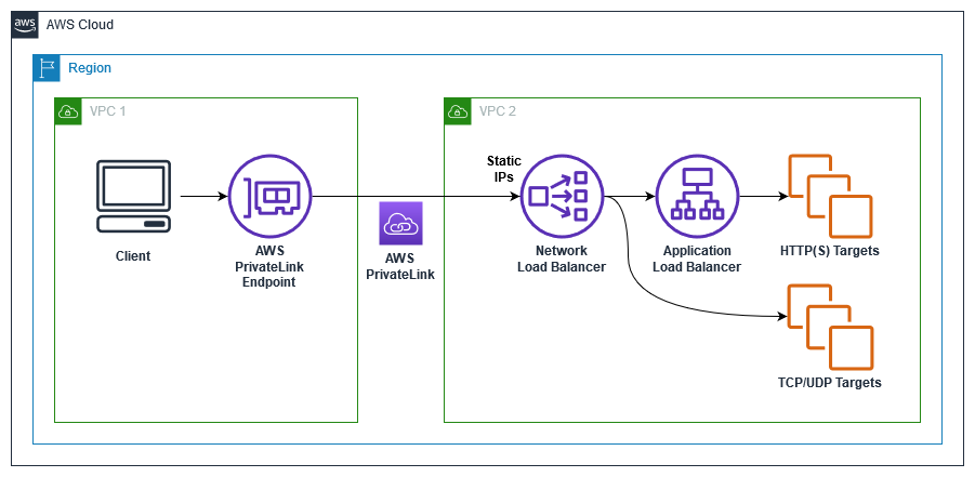 aws
AWS Cloud
Region
VPC 1
VPC 2
Static
IPs
Client
AWS
PrivateLink
Endpoint
AWS
PrivateLink
Network
Load Balancer
Application
Load Balancer
HTTP(S) Targets
TCP/UDP Targets